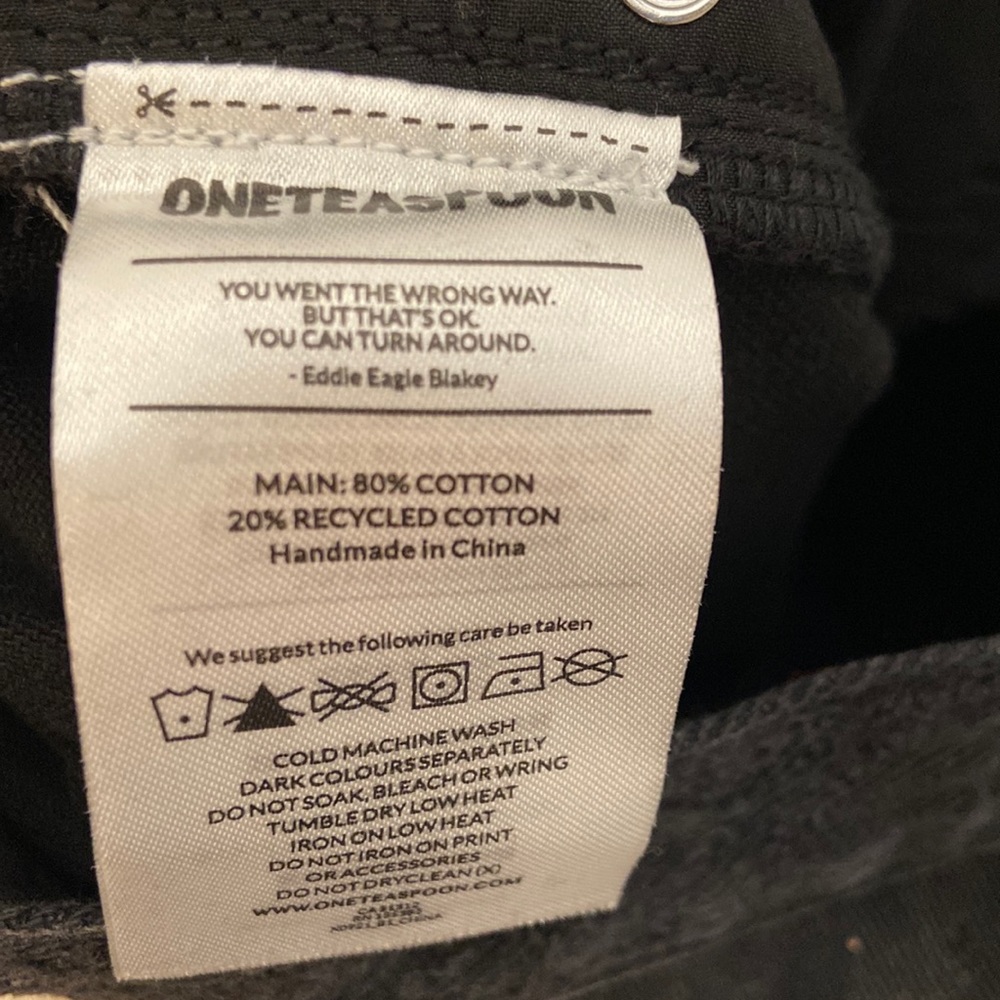 ONETEASPOON
YOU WENT THE WRONG WAY.
BUT THAT'S OK.
YOU CAN TURN AROUND.
- Eddie Eagle Blakey
MAIN: 80% COTTON
20% RECYCLED COTTON
Handmade in China
We suggest the following care be taken
COLD MACHINE WASH
DARK COLOURS SEPARATELY
DO NOT SOAK, BLEACH OR WRING
TUMBLE DRY LOW HEAT
IRON ON LOW HEAT
DO NOT IRON ON PRINT
OR ACCESSORIES
DO NOT DRYCLEAN (X)
WWW.ONETEASPOON.COM
CHINA